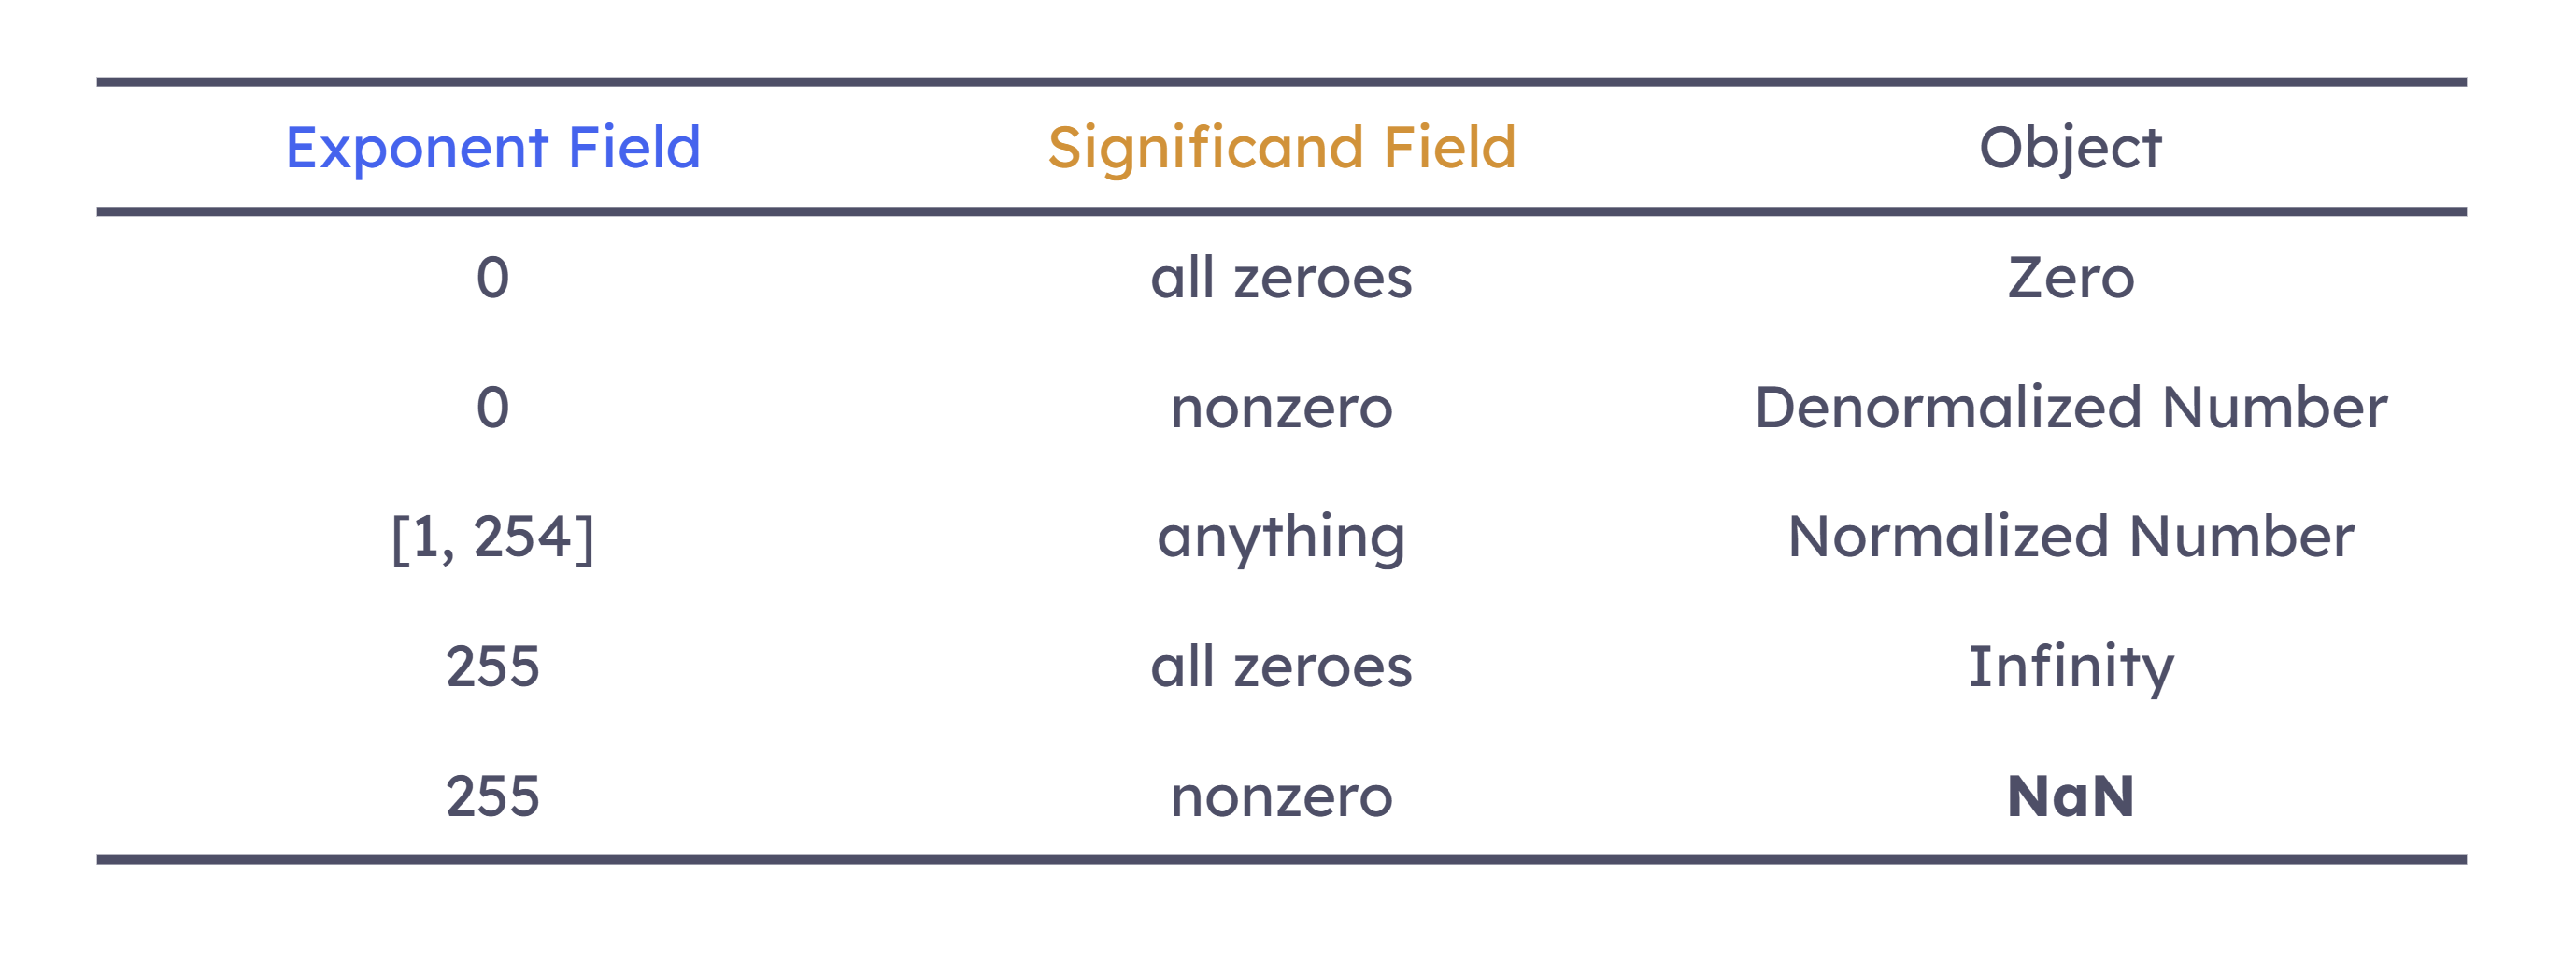 Exponent Field Significand Field Object
0 all zeroes Zero
0 nonzero Denormalized Number
[1, 254] anything Normalized Number
255 all zeroes Infinity
255 nonzero NaN